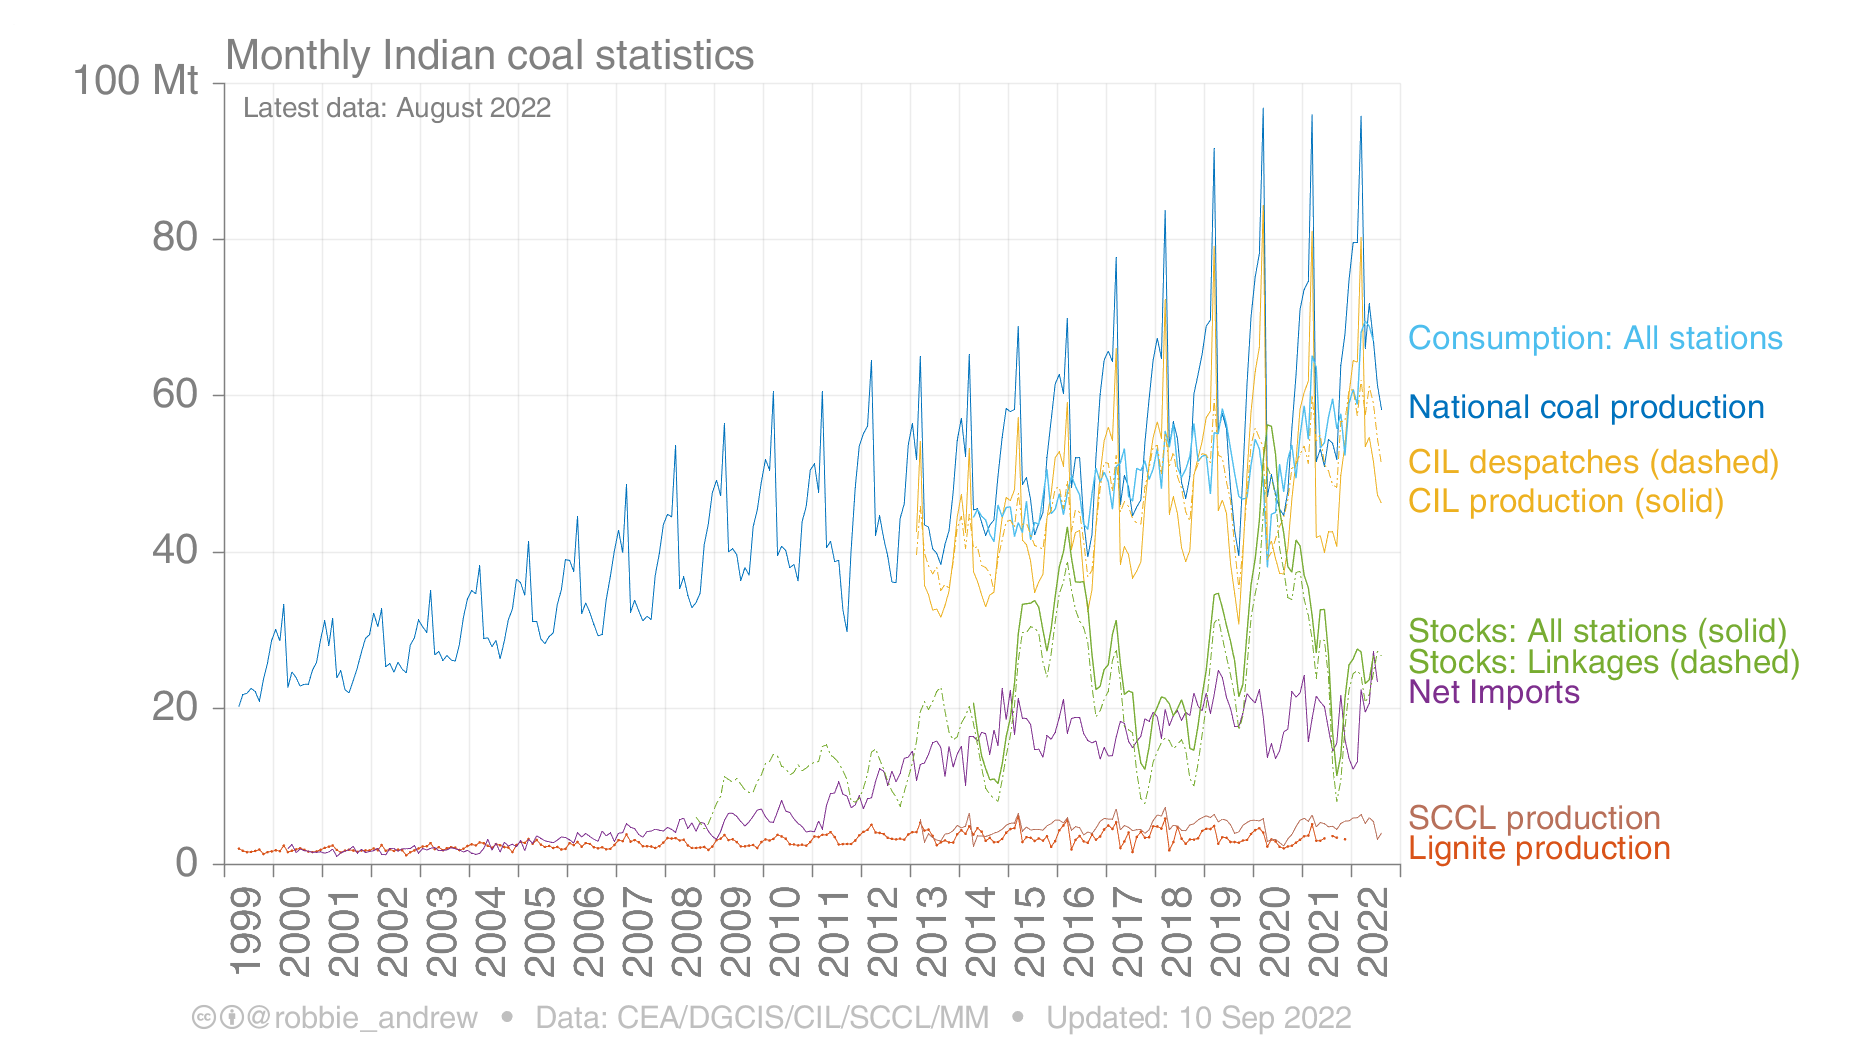 Monthly Indian coal statistics
100 Mt
Latest data: August 2022
80
60
40
20
0
Consumption: All stations
National coal production
CIL despatches (dashed)
CIL production (solid)
Stocks: All stations (solid)
Stocks: Linkages (dashed)
Net Imports
SCCL production
Lignite production
1999
2000
2001
2002
2003
2004
2005
2006
2007
2008
2009
2010
2011
2012
2013
2014
2015
2016
2017
2018
2019
2020
2021
2022
@robbie_andrew • Data: CEA/DGCIS/CIL/SCCL/MM • Updated: 10 Sep 2022